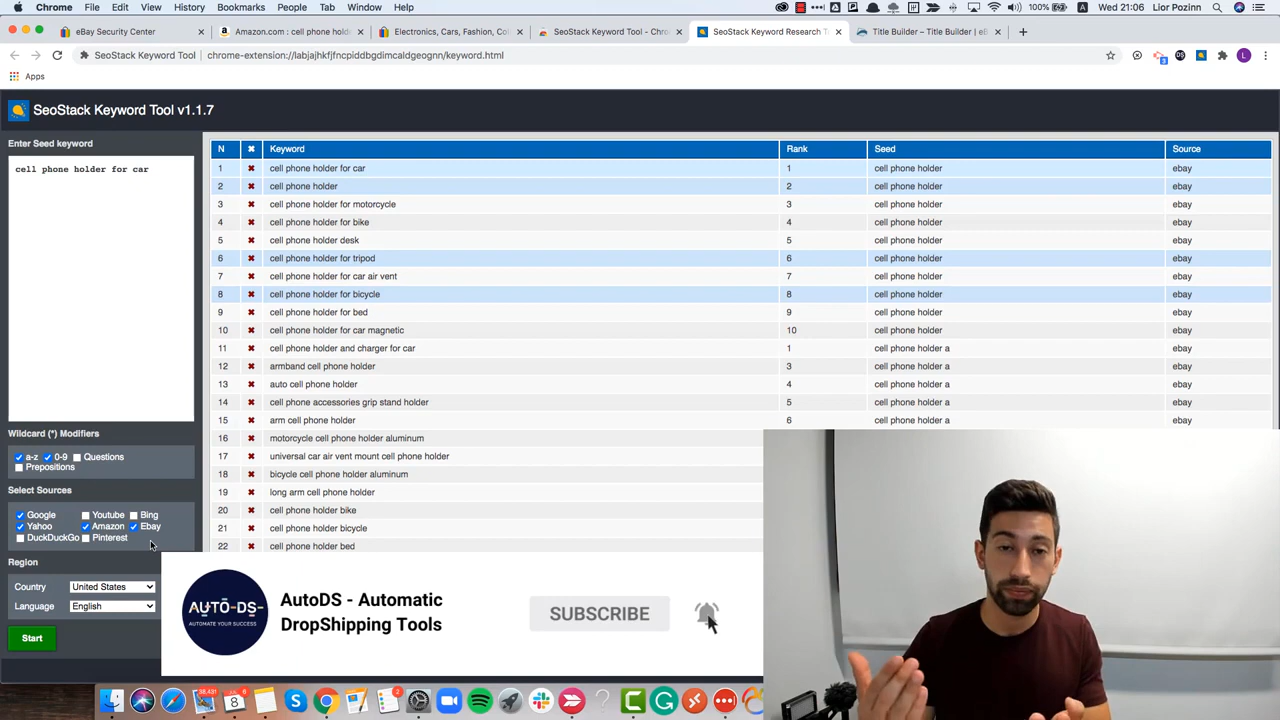 Chrome File Edit View History Bookmarks People Tab Window Help 100% A Wed 21:06 Lior Pozinn
eBay Security Center
Amazon.com : cell phone hold
Electronics, Cars, Fashion, Col
SeoStack Keyword Tool - Chro
SeoStack Keyword Research T
Title Builder – Title Builder | eB
SeoStack Keyword Tool chrome-extension://labjajhkfjfncpiddbgdimcaldgeognn/keyword.html
Apps
SeoStack Keyword Tool v1.1.7
Enter Seed keyword
cell phone holder for car
Wildcard (*) Modifiers
a-z 0-9 Questions
Prepositions
Select Sources
Google Youtube Bing
Yahoo Amazon Ebay
DuckDuckGo Pinterest
Region
Country United States
Language English
Start
N ✖ Keyword Rank Seed Source
1 ✖ cell phone holder for car 1 cell phone holder ebay
2 ✖ cell phone holder 2 cell phone holder ebay
3 ✖ cell phone holder for motorcycle 3 cell phone holder ebay
4 ✖ cell phone holder for bike 4 cell phone holder ebay
5 ✖ cell phone holder desk 5 cell phone holder ebay
6 ✖ cell phone holder for tripod 6 cell phone holder ebay
7 ✖ cell phone holder for car air vent 7 cell phone holder ebay
8 ✖ cell phone holder for bicycle 8 cell phone holder ebay
9 ✖ cell phone holder for bed 9 cell phone holder ebay
10 ✖ cell phone holder for car magnetic 10 cell phone holder ebay
11 ✖ cell phone holder and charger for car 1 cell phone holder a ebay
12 ✖ armband cell phone holder 3 cell phone holder a ebay
13 ✖ auto cell phone holder 4 cell phone holder a ebay
14 ✖ cell phone accessories grip stand holder 5 cell phone holder a ebay
15 ✖ arm cell phone holder 6 cell phone holder a ebay
16 ✖ motorcycle cell phone holder aluminum
17 ✖ universal car air vent mount cell phone holder
18 ✖ bicycle cell phone holder aluminum
19 ✖ long arm cell phone holder
20 ✖ cell phone holder bike
21 ✖ cell phone holder bicycle
22 ✖ cell phone holder bed
AUTO-DS-
AUTOMATE YOUR SUCCESS
AutoDS - Automatic
DropShipping Tools
SUBSCRIBE